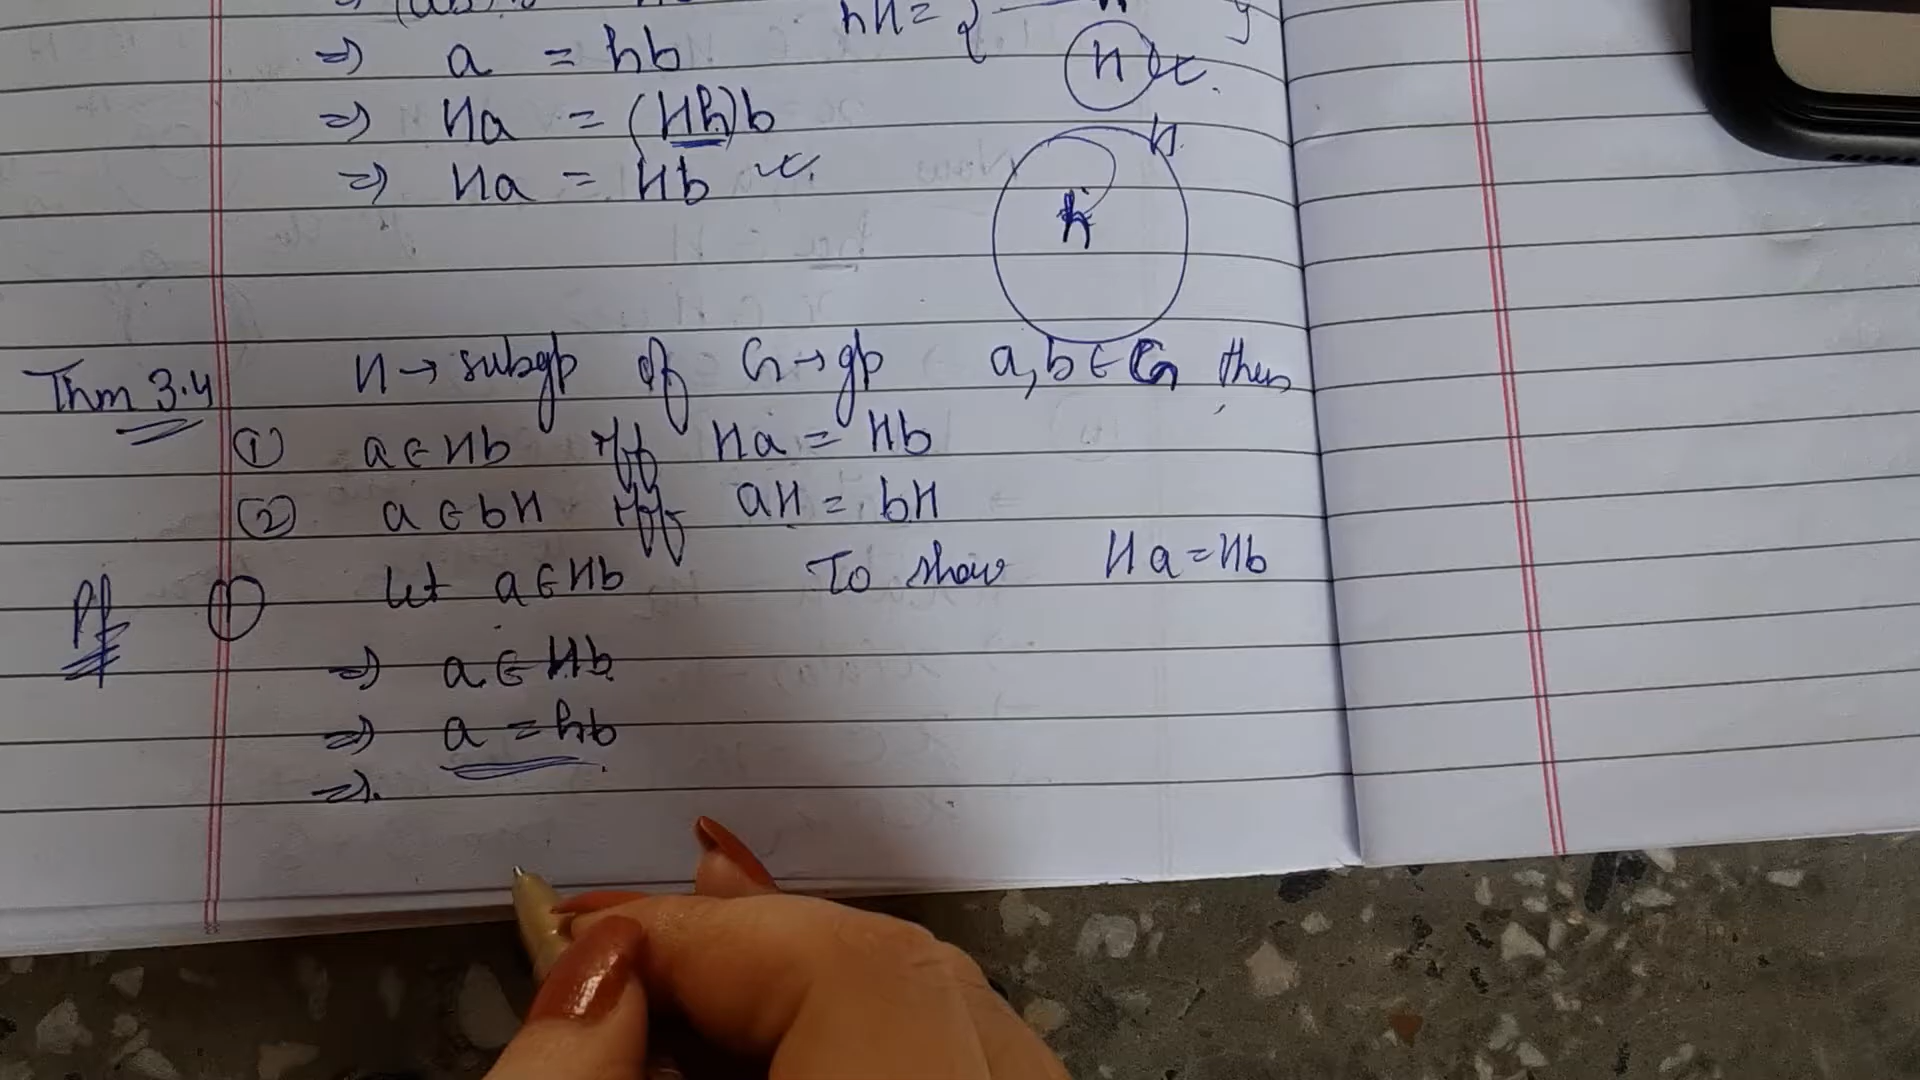 hH = {
⇒ a = hb
H
⇒ Ha = (Hh)b
h
⇒ Ha = Hb
h
Thm 3.4 H → subgp of G → gp a, b ∈ G then
① a ∈ Hb iff Ha = Hb
② a ∈ bH iff aH = bH
Pf ① let a ∈ Hb To show Ha = Hb
⇒ a ∈ Hb
⇒ a = hb
⇒